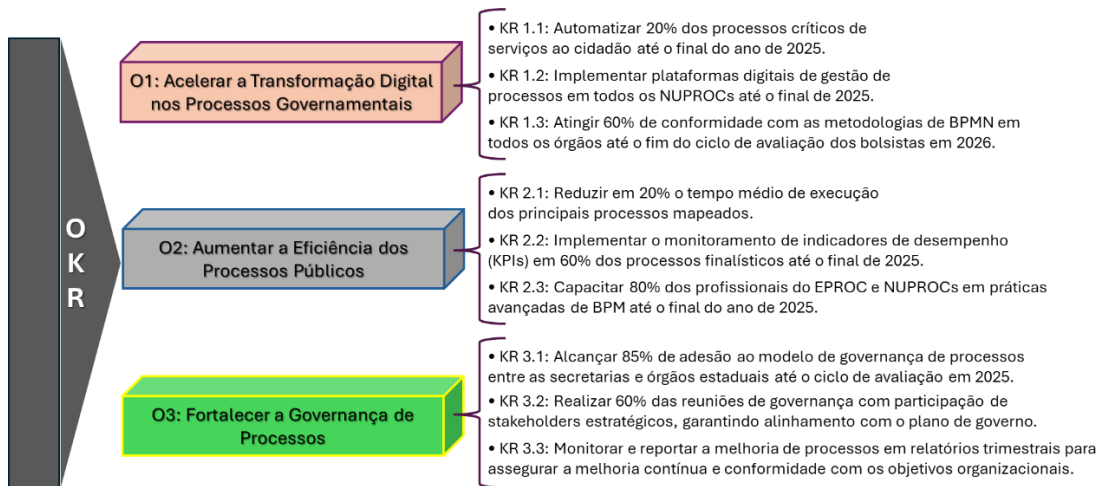 OKR
O1: Acelerar a Transformação Digital
nos Processos Governamentais
• KR 1.1: Automatizar 20% dos processos críticos de
serviços ao cidadão até o final do ano de 2025.
• KR 1.2: Implementar plataformas digitais de gestão de
processos em todos os NUPROCs até o final de 2025.
• KR 1.3: Atingir 60% de conformidade com as metodologias de BPMN em
todos os órgãos até o fim do ciclo de avaliação dos bolsistas em 2026.
O2: Aumentar a Eficiência dos
Processos Públicos
• KR 2.1: Reduzir em 20% o tempo médio de execução
dos principais processos mapeados.
• KR 2.2: Implementar o monitoramento de indicadores de desempenho
(KPIs) em 60% dos processos finalísticos até o final de 2025.
• KR 2.3: Capacitar 80% dos profissionais do EPROC e NUPROCs em práticas
avançadas de BPM até o final do ano de 2025.
O3: Fortalecer a Governança de
Processos
• KR 3.1: Alcançar 85% de adesão ao modelo de governança de processos
entre as secretarias e órgãos estaduais até o ciclo de avaliação em 2025.
• KR 3.2: Realizar 60% das reuniões de governança com participação de
stakeholders estratégicos, garantindo alinhamento com o plano de governo.
• KR 3.3: Monitorar e reportar a melhoria de processos em relatórios trimestrais para
assegurar a melhoria contínua e conformidade com os objetivos organizacionais.